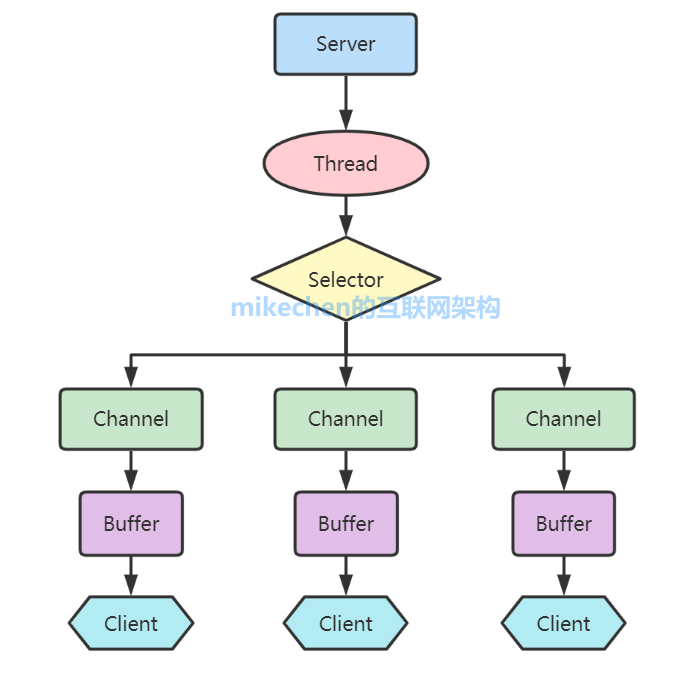 Server
Thread
Selector
mikechen的互联网架构
Channel
Channel
Channel
Buffer
Buffer
Buffer
Client
Client
Client